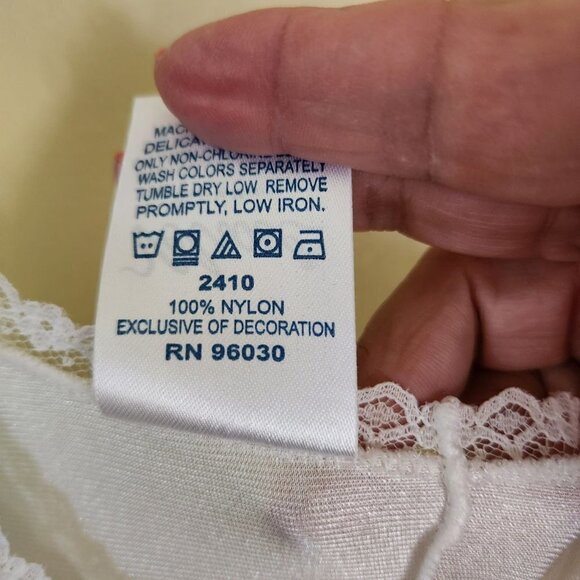 ONLY NON-CHLORINE
WASH COLORS SEPARATELY
TUMBLE DRY LOW REMOVE
PROMPTLY, LOW IRON.
2410
100% NYLON
EXCLUSIVE OF DECORATION
RN 96030